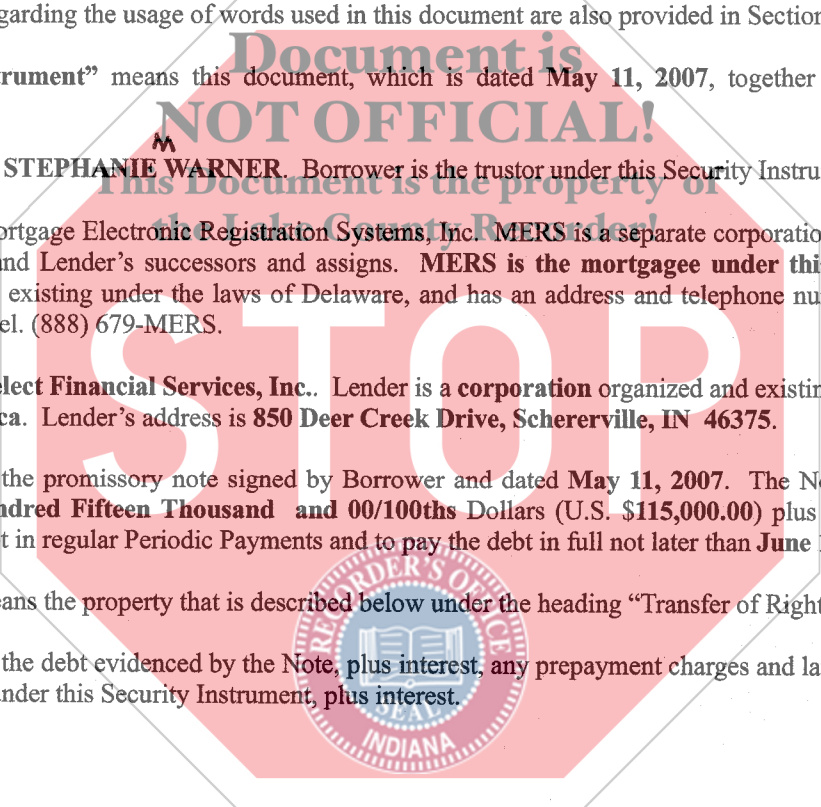 garding the usage of words used in this document are also provided in Section
Document is
trument” means this document, which is dated May 11, 2007, together
NOT OFFICIAL!
M
STEPHANIE WARNER. Borrower is the trustor under this Security Instru
This Document is the property of
the Lake County Recorder!
ortgage Electronic Registration Systems, Inc. MERS is a separate corporatio
and Lender’s successors and assigns. MERS is the mortgagee under thi
existing under the laws of Delaware, and has an address and telephone nu
el. (888) 679-MERS.
STOP
elect Financial Services, Inc.. Lender is a corporation organized and existin
ca. Lender’s address is 850 Deer Creek Drive, Schererville, IN 46375.
the promissory note signed by Borrower and dated May 11, 2007. The N
ndred Fifteen Thousand and 00/100ths Dollars (U.S. $115,000.00) plus
t in regular Periodic Payments and to pay the debt in full not later than June
eans the property that is described below under the heading “Transfer of Right
the debt evidenced by the Note, plus interest, any prepayment charges and la
under this Security Instrument, plus interest.
RECORDER'S OFFICE
SEAL
INDIANA